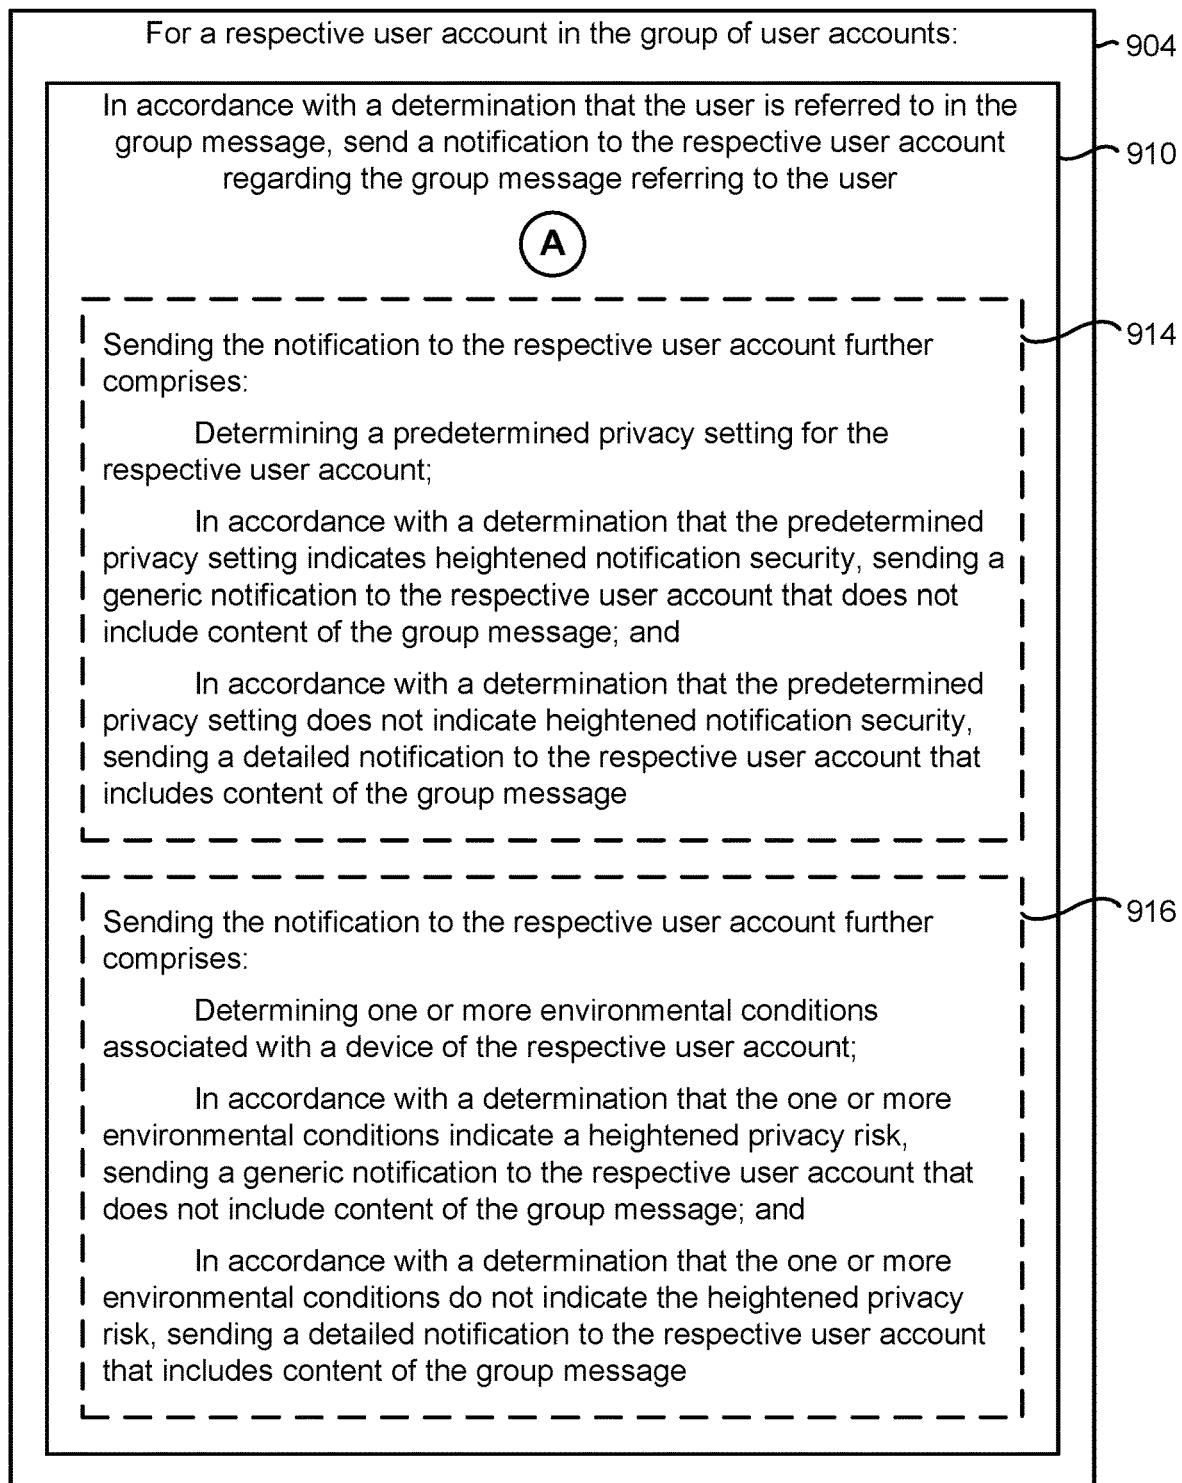 For a respective user account in the group of user accounts:
904
In accordance with a determination that the user is referred to in the
group message, send a notification to the respective user account
regarding the group message referring to the user
910
A
Sending the notification to the respective user account further
comprises:
914
Determining a predetermined privacy setting for the
respective user account;
In accordance with a determination that the predetermined
privacy setting indicates heightened notification security, sending a
generic notification to the respective user account that does not
include content of the group message; and
In accordance with a determination that the predetermined
privacy setting does not indicate heightened notification security,
sending a detailed notification to the respective user account that
includes content of the group message
Sending the notification to the respective user account further
comprises:
916
Determining one or more environmental conditions
associated with a device of the respective user account;
In accordance with a determination that the one or more
environmental conditions indicate a heightened privacy risk,
sending a generic notification to the respective user account that
does not include content of the group message; and
In accordance with a determination that the one or more
environmental conditions do not indicate the heightened privacy
risk, sending a detailed notification to the respective user account
that includes content of the group message